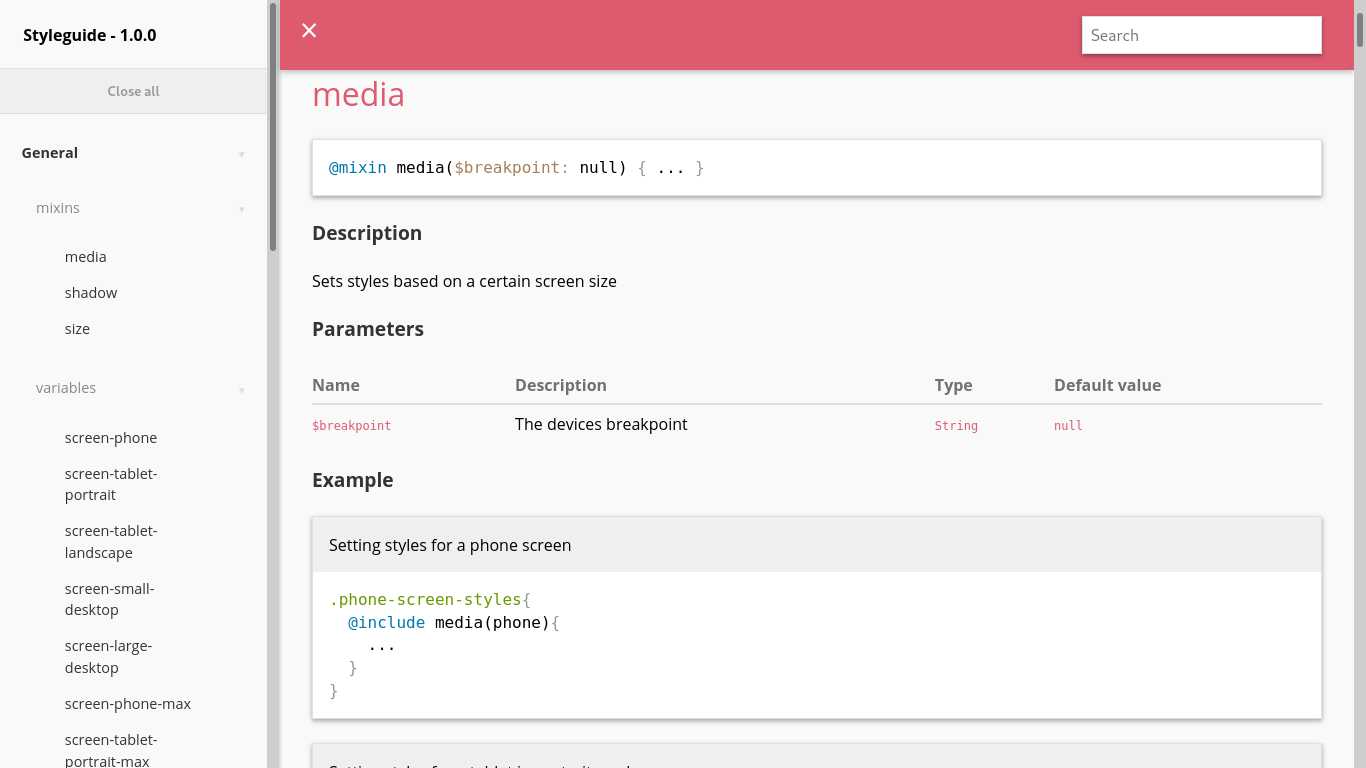 Styleguide - 1.0.0
Close all
General
mixins
media
shadow
size
variables
screen-phone
screen-tablet-
portrait
screen-tablet-
landscape
screen-small-
desktop
screen-large-
desktop
screen-phone-max
screen-tablet-
portrait-max
×
Search
media
@mixin media($breakpoint: null) { ... }
Description
Sets styles based on a certain screen size
Parameters
Name Description Type Default value
$breakpoint The devices breakpoint String null
Example
Setting styles for a phone screen
.phone-screen-styles{
@include media(phone){
...
}
}